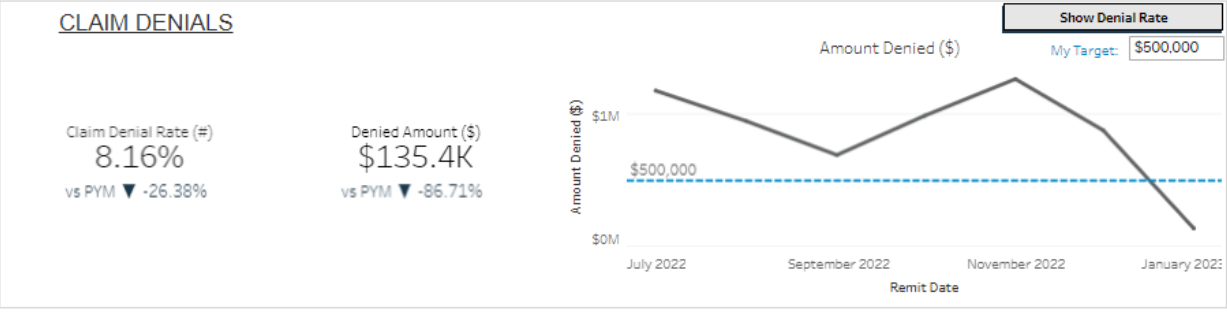 CLAIM DENIALS
Show Denial Rate
Amount Denied ($)
My Target: $500,000
Claim Denial Rate (#)
8.16%
vs PYM ▼ -26.38%
Denied Amount ($)
$135.4K
vs PYM ▼ -86.71%
Amount Denied ($)
$1M
$500,000
$0M
July 2022 September 2022 November 2022 January 2023
Remit Date